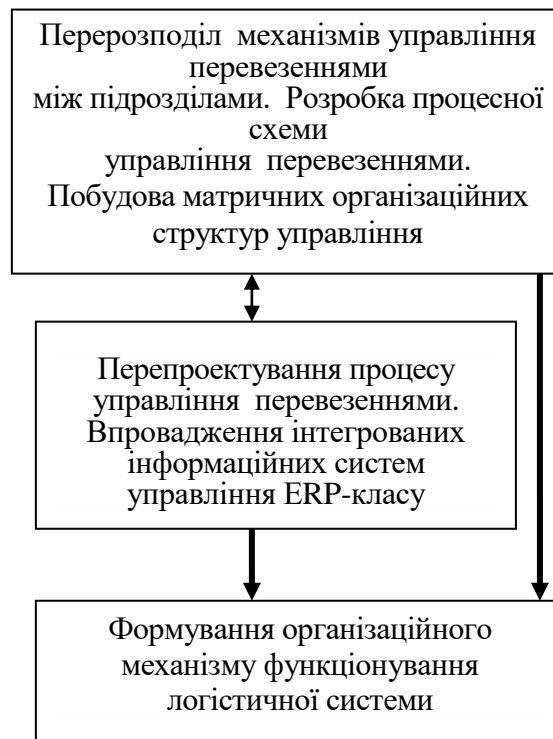 Перерозподіл механізмів управління
перевезеннями
між підрозділами. Розробка процесної
схеми
управління перевезеннями.
Побудова матричних організаційних
структур управління
Перепроектування процесу
управління перевезеннями.
Впровадження інтегрованих
інформаційних систем
управління ERP-класу
Формування організаційного
механізму функціонування
логістичної системи